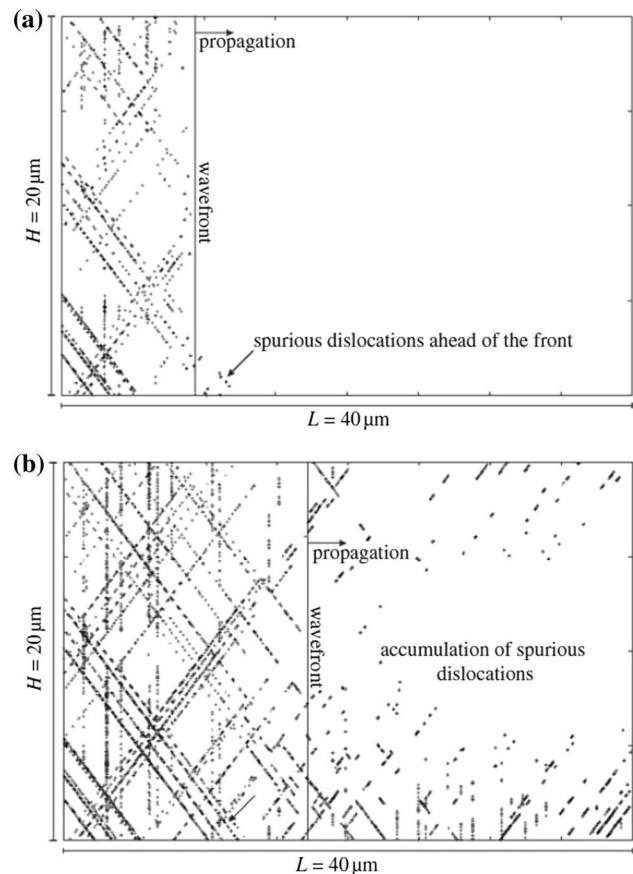 (a)
propagation
wavefront
H = 20 μm
spurious dislocations ahead of the front
L = 40 μm
(b)
propagation
wavefront
H = 20 μm
accumulation of spurious
dislocations
L = 40 μm